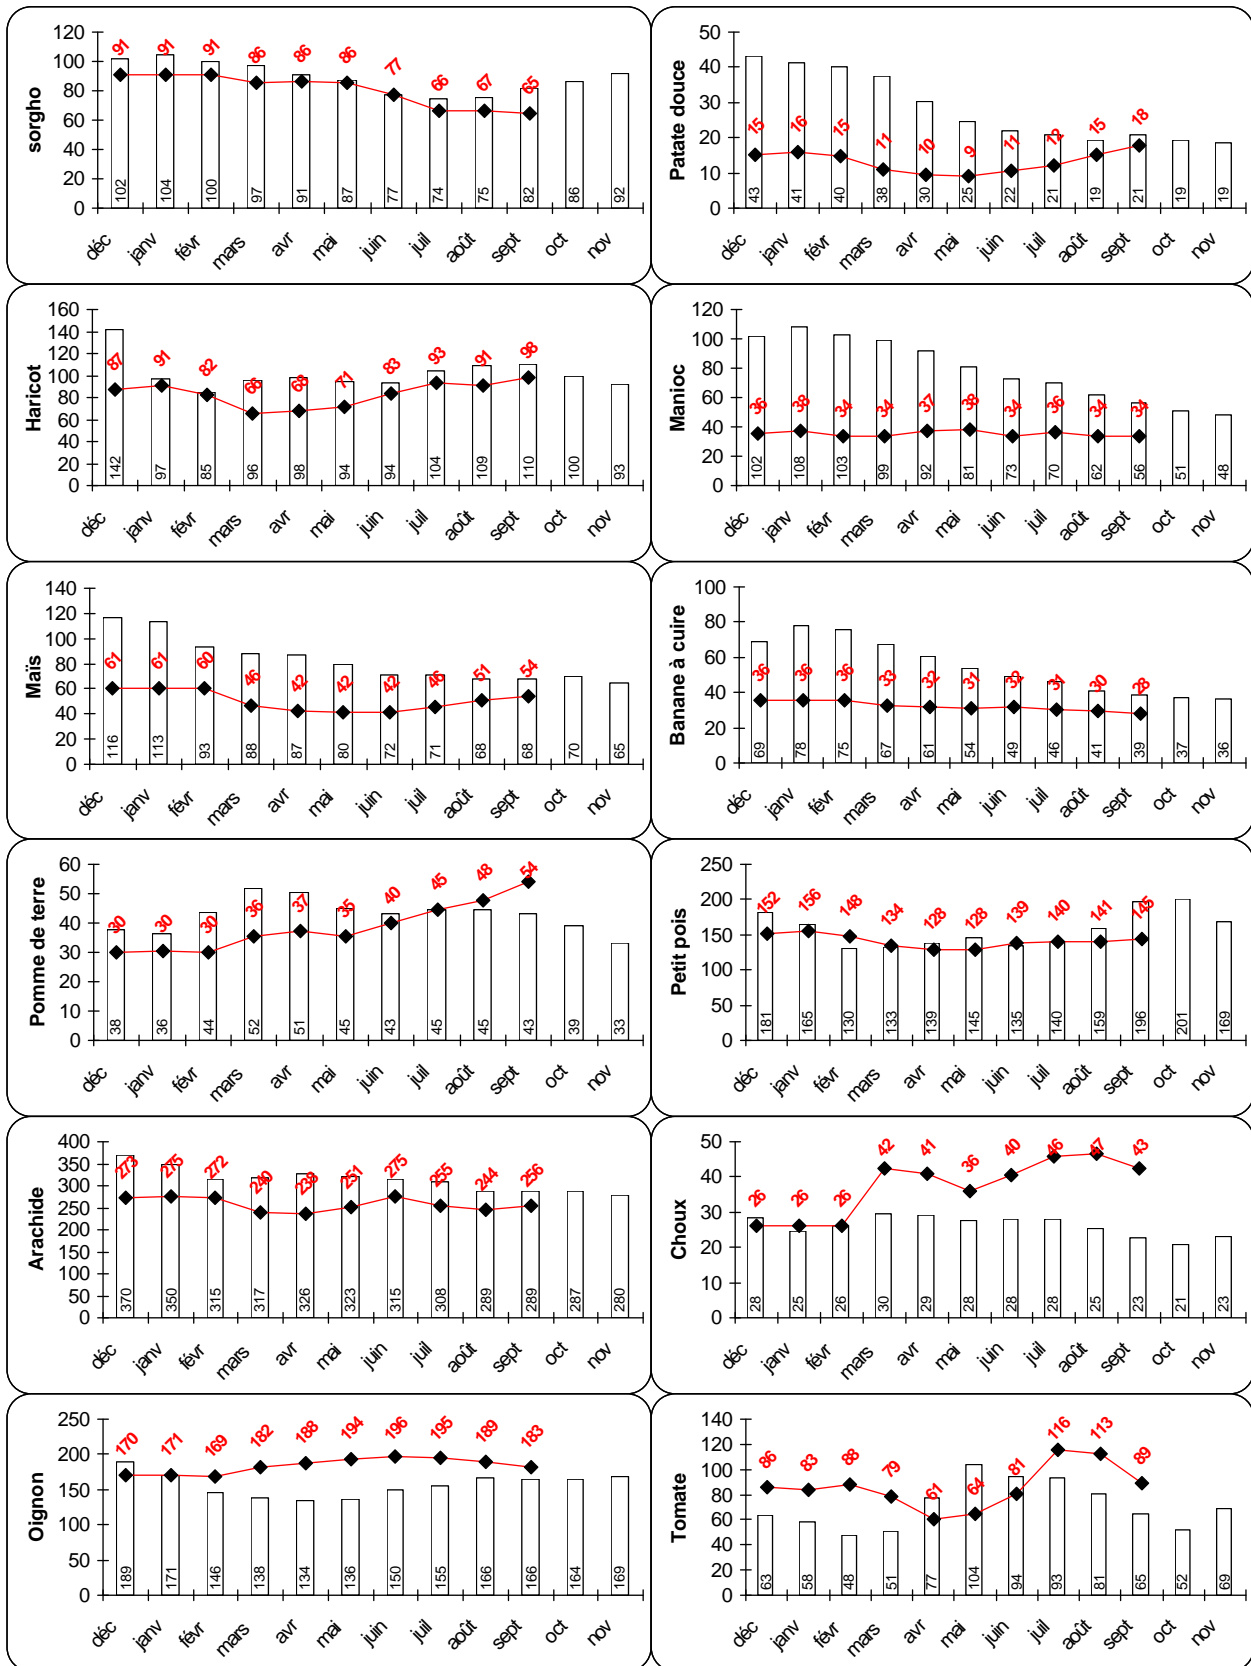 sorgho
120
100
80
60
40
20
0
91 91 91 86 86 86 77 66 67 65
102 104 100 97 91 87 77 74 75 82 86 92
déc janv févr mars avr mai juin juil août sept oct nov
Patate douce
50
40
30
20
10
0
15 16 15 11 10 9 11 12 15 18
43 41 40 38 30 25 22 21 19 21 19 19
déc janv févr mars avr mai juin juil août sept oct nov
Haricot
160
140
120
100
80
60
40
20
0
87 91 82 66 68 71 83 93 91 98
142 97 85 96 98 94 94 104 109 110 100 93
déc janv févr mars avr mai juin juil août sept oct nov
Manioc
120
100
80
60
40
20
0
36 38 34 34 37 38 34 36 34 34
102 108 103 99 92 81 73 70 62 56 51 48
déc janv févr mars avr mai juin juil août sept oct nov
Maïs
140
120
100
80
60
40
20
0
61 61 60 46 42 42 42 46 51 54
116 113 93 88 87 80 72 71 68 68 70 65
déc janv févr mars avr mai juin juil août sept oct nov
Banane à cuire
100
80
60
40
20
0
36 36 36 33 32 31 32 31 30 28
69 78 75 67 61 54 49 46 41 39 37 36
déc janv févr mars avr mai juin juil août sept oct nov
Pomme de terre
60
50
40
30
20
10
0
30 30 30 36 37 35 40 45 48 54
38 36 44 52 51 45 43 45 45 43 39 33
déc janv févr mars avr mai juin juil août sept oct nov
Petit pois
250
200
150
100
50
0
152 156 148 134 128 128 139 140 141 145
181 165 130 133 139 145 135 140 159 196 201 169
déc janv févr mars avr mai juin juil août sept oct nov
Arachide
400
350
300
250
200
150
100
50
0
273 275 272 240 238 251 275 255 244 256
370 350 315 317 326 323 315 308 289 289 287 280
déc janv févr mars avr mai juin juil août sept oct nov
Choux
50
40
30
20
10
0
26 26 26 42 41 36 40 46 47 43
28 25 26 30 29 28 28 28 25 23 21 23
déc janv févr mars avr mai juin juil août sept oct nov
Oignon
250
200
150
100
50
0
170 171 169 182 188 194 196 195 189 183
189 171 146 138 134 136 150 155 166 166 164 169
déc janv févr mars avr mai juin juil août sept oct nov
Tomate
140
120
100
80
60
40
20
0
86 83 88 79 61 64 81 116 113 89
63 58 48 51 77 104 94 93 81 65 52 69
déc janv févr mars avr mai juin juil août sept oct nov